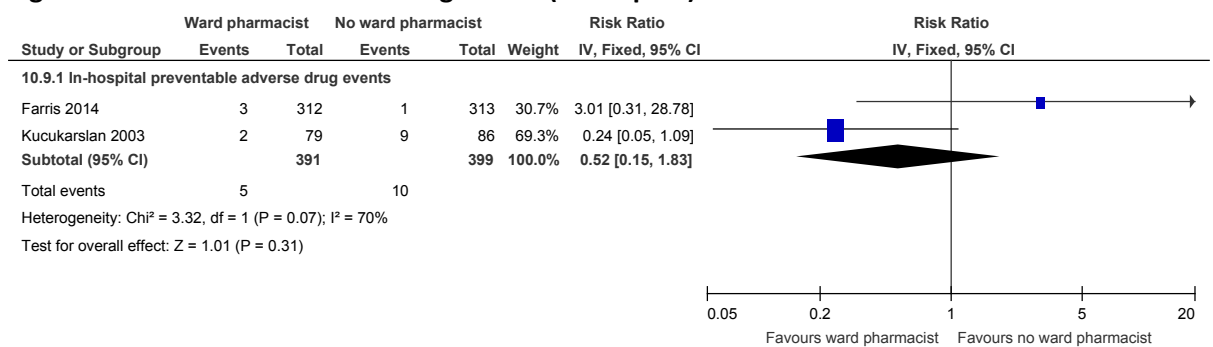 Ward pharmacist No ward pharmacist Risk Ratio Risk Ratio
Study or Subgroup Events Total Events Total Weight IV, Fixed, 95% CI IV, Fixed, 95% CI
10.9.1 In-hospital preventable adverse drug events
Farris 2014 3 312 1 313 30.7% 3.01 [0.31, 28.78]
Kucukarslan 2003 2 79 9 86 69.3% 0.24 [0.05, 1.09]
Subtotal (95% CI) 391 399 100.0% 0.52 [0.15, 1.83]
Total events 5 10
Heterogeneity: Chi² = 3.32, df = 1 (P = 0.07); I² = 70%
Test for overall effect: Z = 1.01 (P = 0.31)
0.05 0.2 1 5 20
Favours ward pharmacist Favours no ward pharmacist